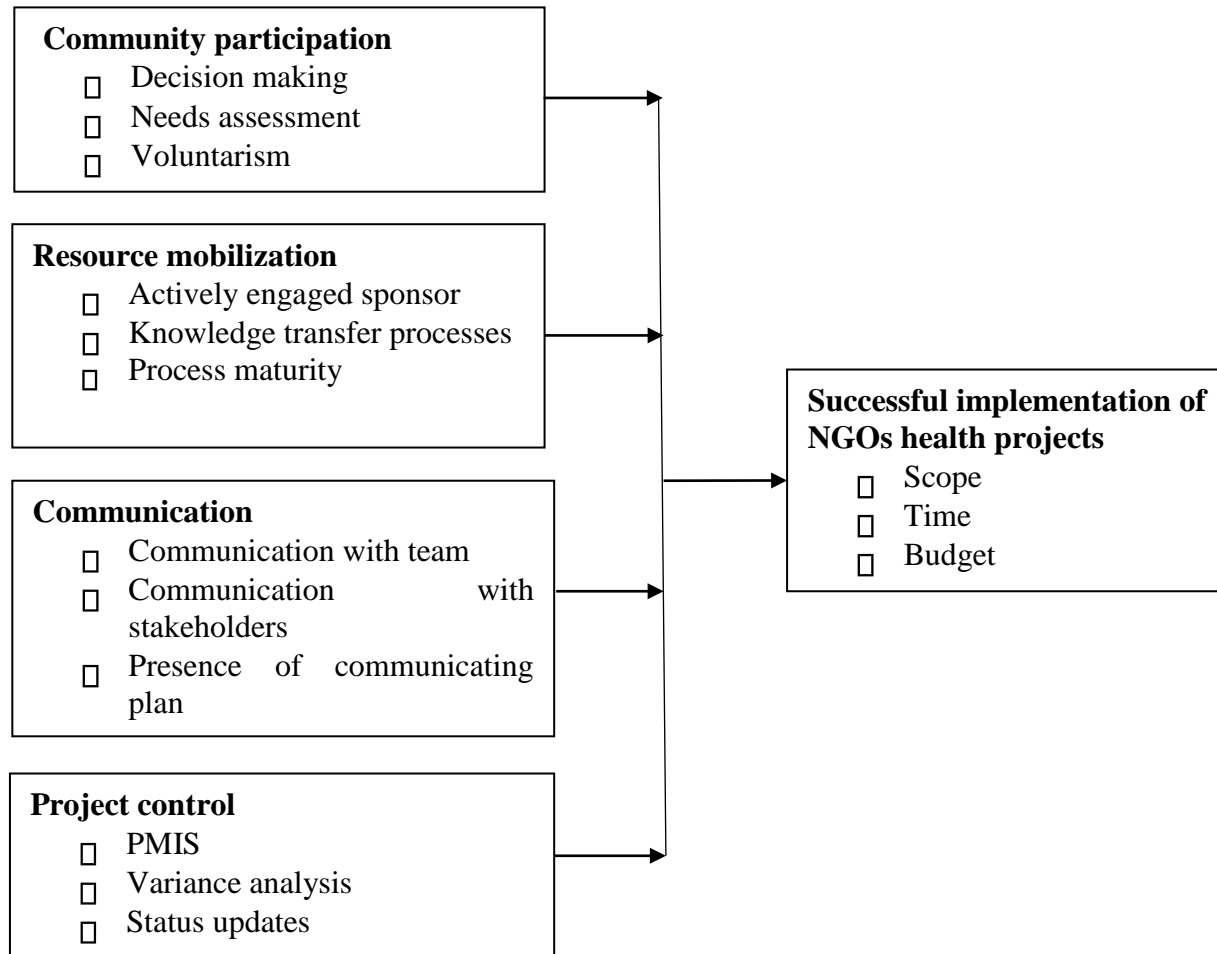 Community participation
Decision making
Needs assessment
Voluntarism
Resource mobilization
Actively engaged sponsor
Knowledge transfer processes
Process maturity
Communication
Communication with team
Communication with
stakeholders
Presence of communicating
plan
Project control
PMIS
Variance analysis
Status updates
Successful implementation of
NGOs health projects
Scope
Time
Budget